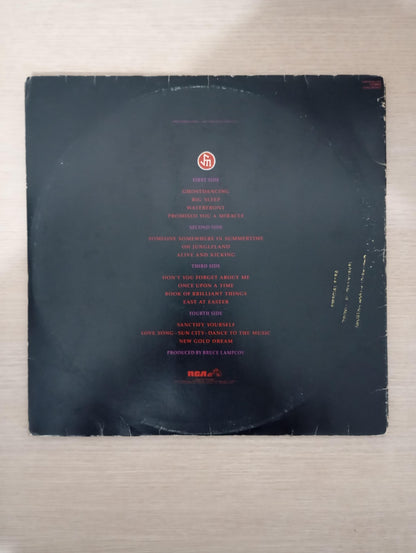 FIRST SIDE
GHOSTDANCING
BIG SLEEP
WATERFRONT
PROMISED YOU A MIRACLE
SECOND SIDE
SOMEONE SOMEWHERE IN SUMMERTIME
OH JUNGLELAND
ALIVE AND KICKING
THIRD SIDE
DON'T YOU FORGET ABOUT ME
ONCE UPON A TIME
BOOK OF BRILLIANT THINGS
EAST AT EASTER
FOURTH SIDE
SANCTIFY YOURSELF
LOVE SONG · SUN CITY · DANCE TO THE MUSIC
NEW GOLD DREAM
PRODUCED BY BRUCE LAMPCOV
RCA